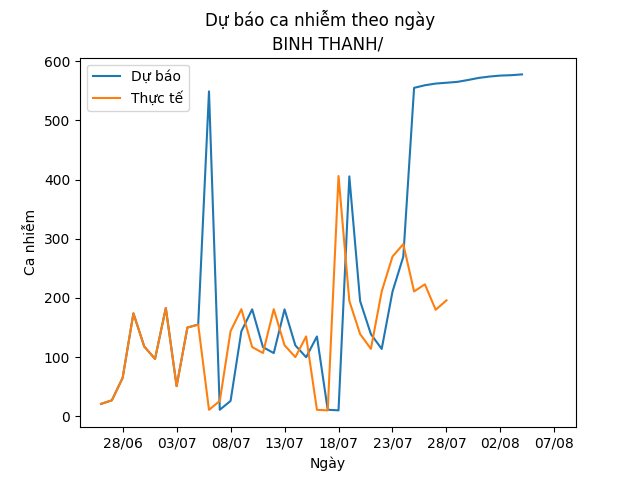 Dự báo ca nhiễm theo ngày
BINH THANH/
Dự báo
Thực tế
600
500
400
300
200
100
0
Ca nhiễm
28/06 03/07 08/07 13/07 18/07 23/07 28/07 02/08 07/08
Ngày